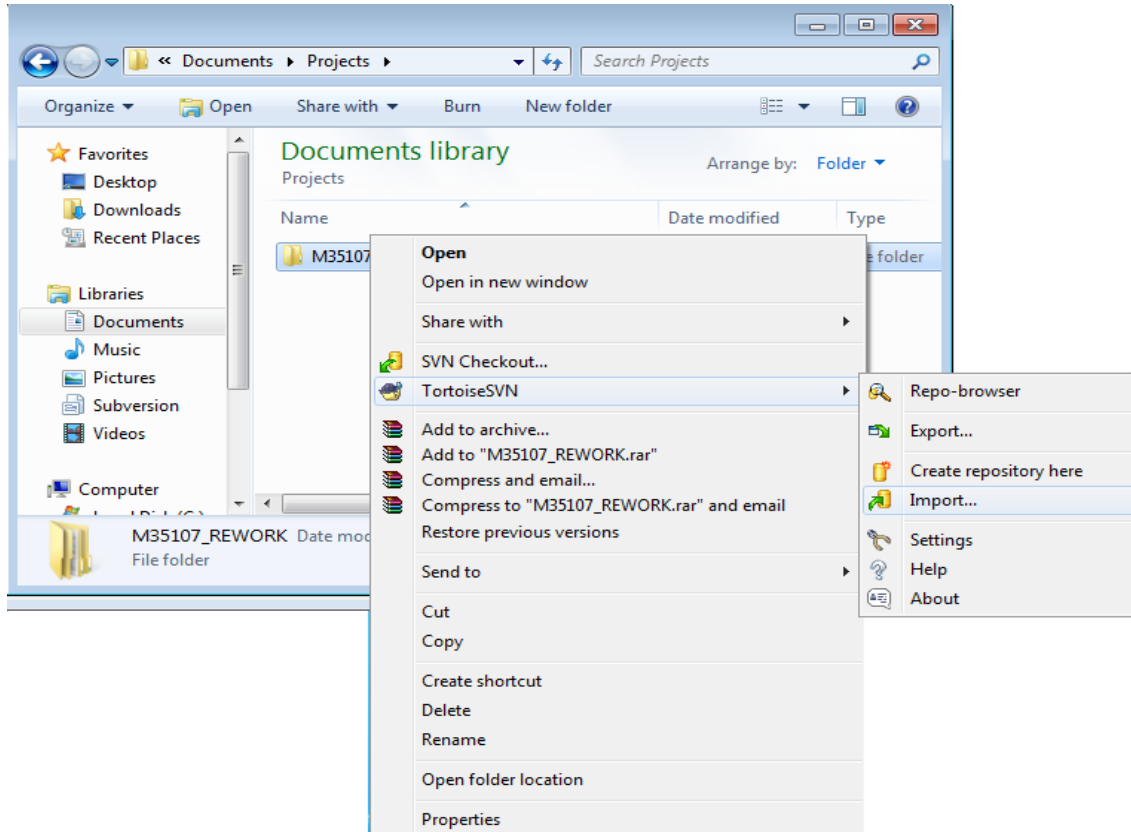 « Documents ▸ Projects ▸
Search Projects
Organize Open Share with Burn New folder
Favorites
Desktop
Downloads
Recent Places
Libraries
Documents
Music
Pictures
Subversion
Videos
Computer
Documents library
Projects
Arrange by: Folder
Name Date modified Type
M35107
e folder
Open
Open in new window
Share with
SVN Checkout...
TortoiseSVN
Add to archive...
Add to "M35107_REWORK.rar"
Compress and email...
Compress to "M35107_REWORK.rar" and email
Restore previous versions
Send to
Cut
Copy
Create shortcut
Delete
Rename
Open folder location
Properties
Repo-browser
Export...
Create repository here
Import...
Settings
Help
About
M35107_REWORK Date mod
File folder